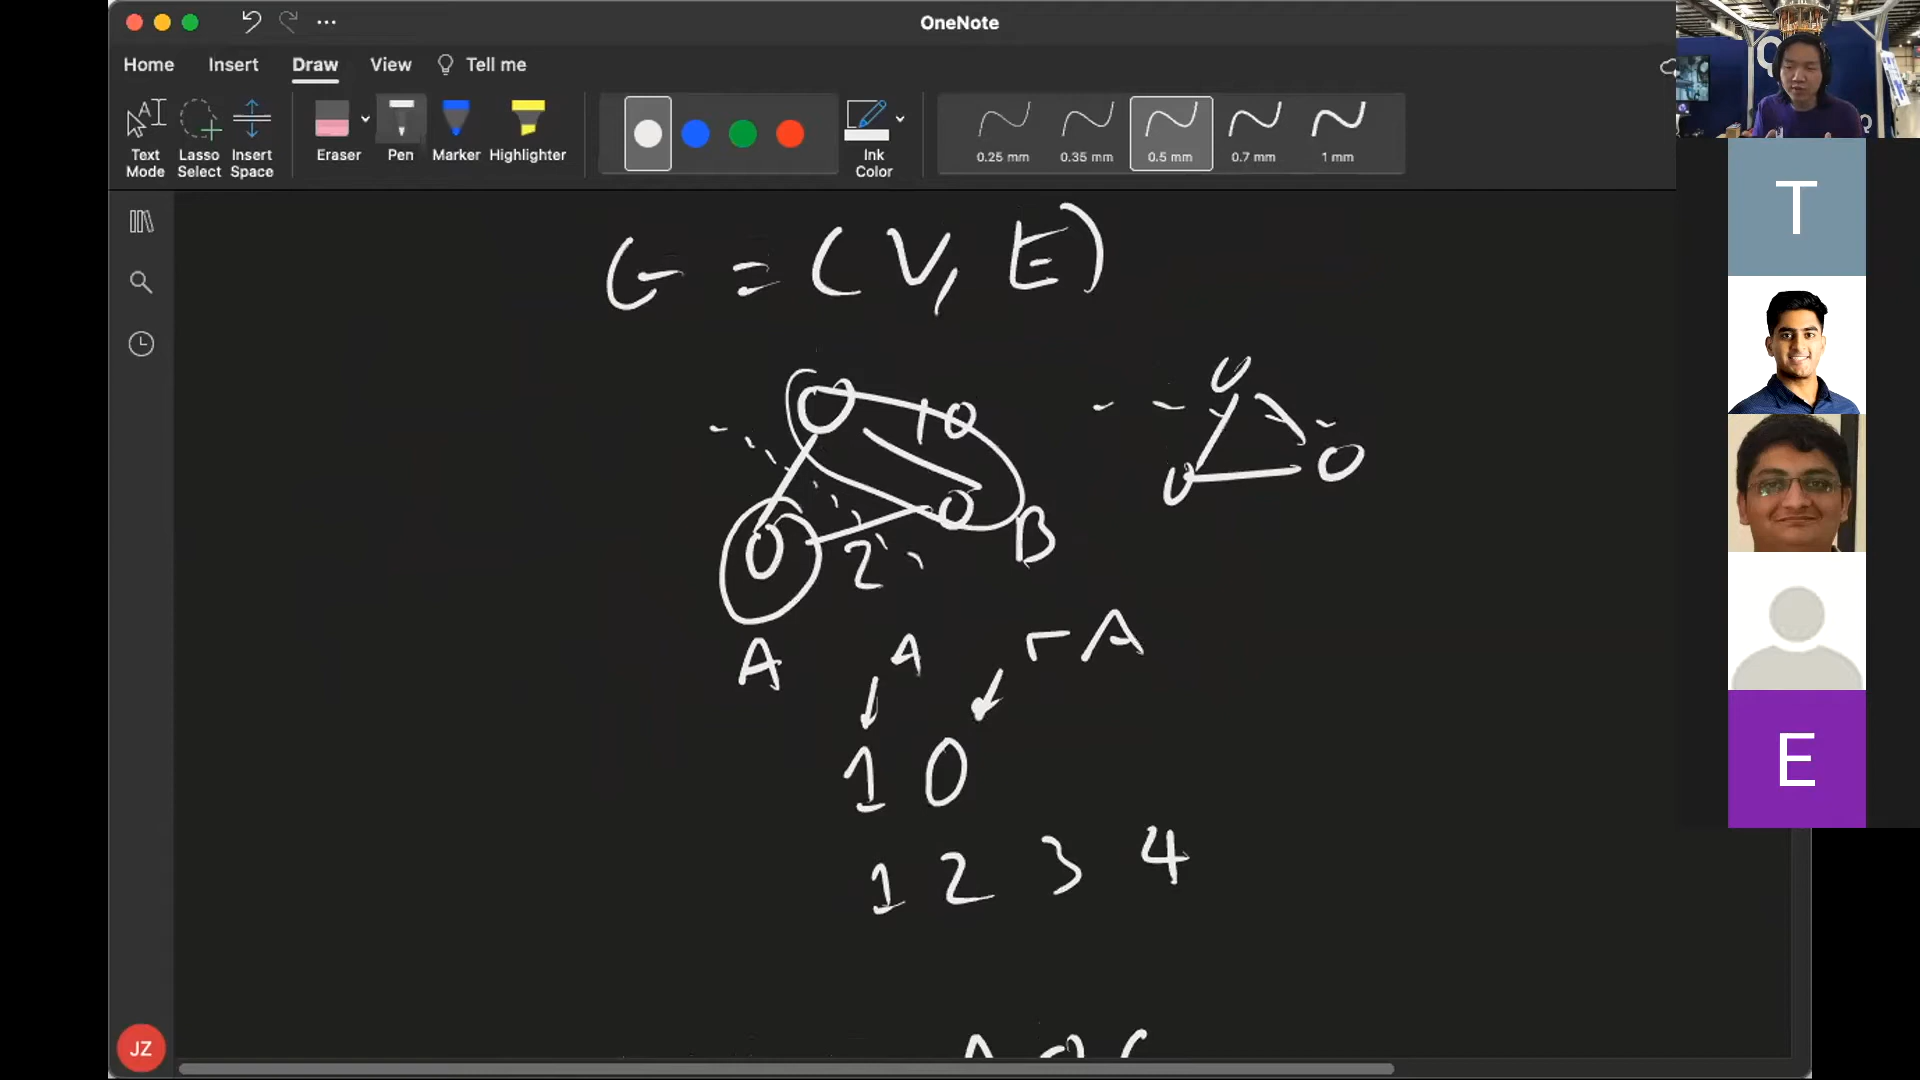 OneNote
Home Insert Draw View Tell me
Text Mode
Lasso Select
Insert Space
Eraser
Pen
Marker
Highlighter
Ink Color
0.25 mm
0.35 mm
0.5 mm
0.7 mm
1 mm
G = (V, E)
10
2
B
A
A
¬A
1 0
1 2 3 4
T
E
JZ